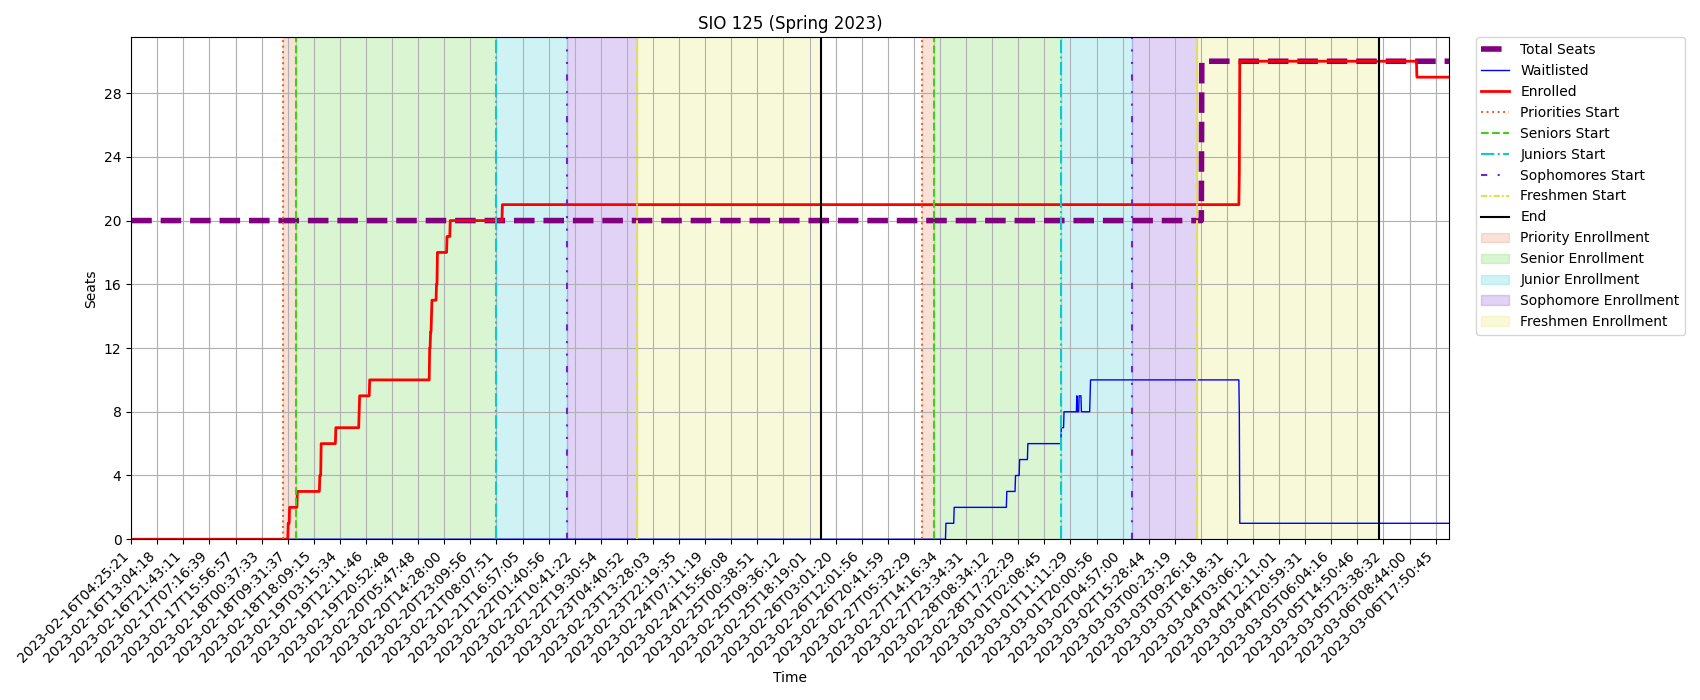 SIO 125 (Spring 2023)
Total Seats
Waitlisted
Enrolled
Priorities Start
Seniors Start
Juniors Start
Sophomores Start
Freshmen Start
End
Priority Enrollment
Senior Enrollment
Junior Enrollment
Sophomore Enrollment
Freshmen Enrollment
Seats
28
24
20
16
12
8
4
0
2023-02-16T04:25:21
2023-02-16T13:04:18
2023-02-16T21:43:11
2023-02-17T07:16:39
2023-02-17T15:56:57
2023-02-18T00:37:33
2023-02-18T09:31:37
2023-02-18T18:09:15
2023-02-19T03:15:34
2023-02-19T12:11:46
2023-02-19T20:52:48
2023-02-20T05:47:48
2023-02-20T14:28:00
2023-02-20T23:09:56
2023-02-21T08:07:51
2023-02-21T16:57:05
2023-02-22T01:40:56
2023-02-22T10:41:22
2023-02-22T19:30:54
2023-02-23T04:40:52
2023-02-23T13:28:03
2023-02-23T22:19:35
2023-02-24T07:11:19
2023-02-24T15:56:08
2023-02-25T00:38:51
2023-02-25T09:36:12
2023-02-25T18:19:01
2023-02-26T03:01:20
2023-02-26T12:01:56
2023-02-26T20:41:59
2023-02-27T05:32:29
2023-02-27T14:16:34
2023-02-27T23:34:31
2023-02-28T08:34:12
2023-02-28T17:22:29
2023-03-01T02:08:45
2023-03-01T11:11:29
2023-03-01T20:00:56
2023-03-02T04:57:00
2023-03-02T15:28:44
2023-03-03T00:23:19
2023-03-03T09:26:18
2023-03-03T18:18:31
2023-03-04T03:06:12
2023-03-04T12:11:01
2023-03-04T20:59:31
2023-03-05T06:04:16
2023-03-05T14:50:46
2023-03-05T23:38:32
2023-03-06T08:44:00
2023-03-06T17:50:45
Time